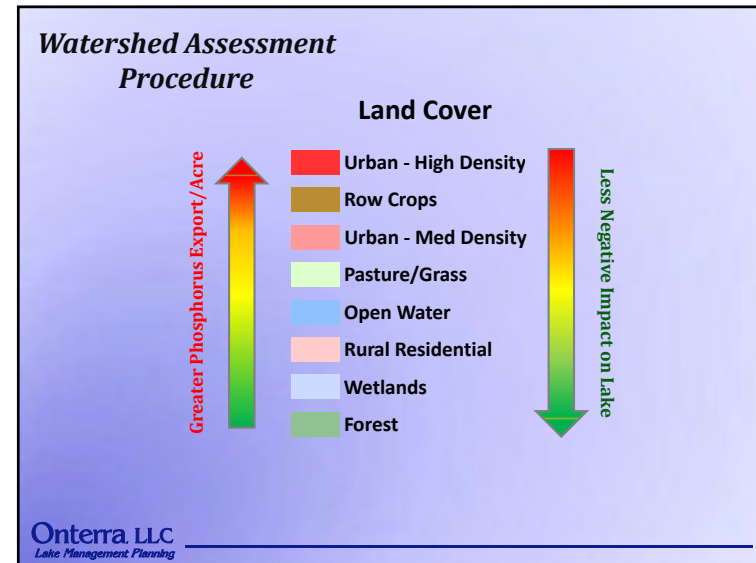 Watershed Assessment
Procedure
Land Cover
Greater Phosphorus Export/Acre
Urban - High Density
Row Crops
Urban - Med Density
Pasture/Grass
Open Water
Rural Residential
Wetlands
Forest
Less Negative Impact on Lake
Onterra LLC
Lake Management Planning